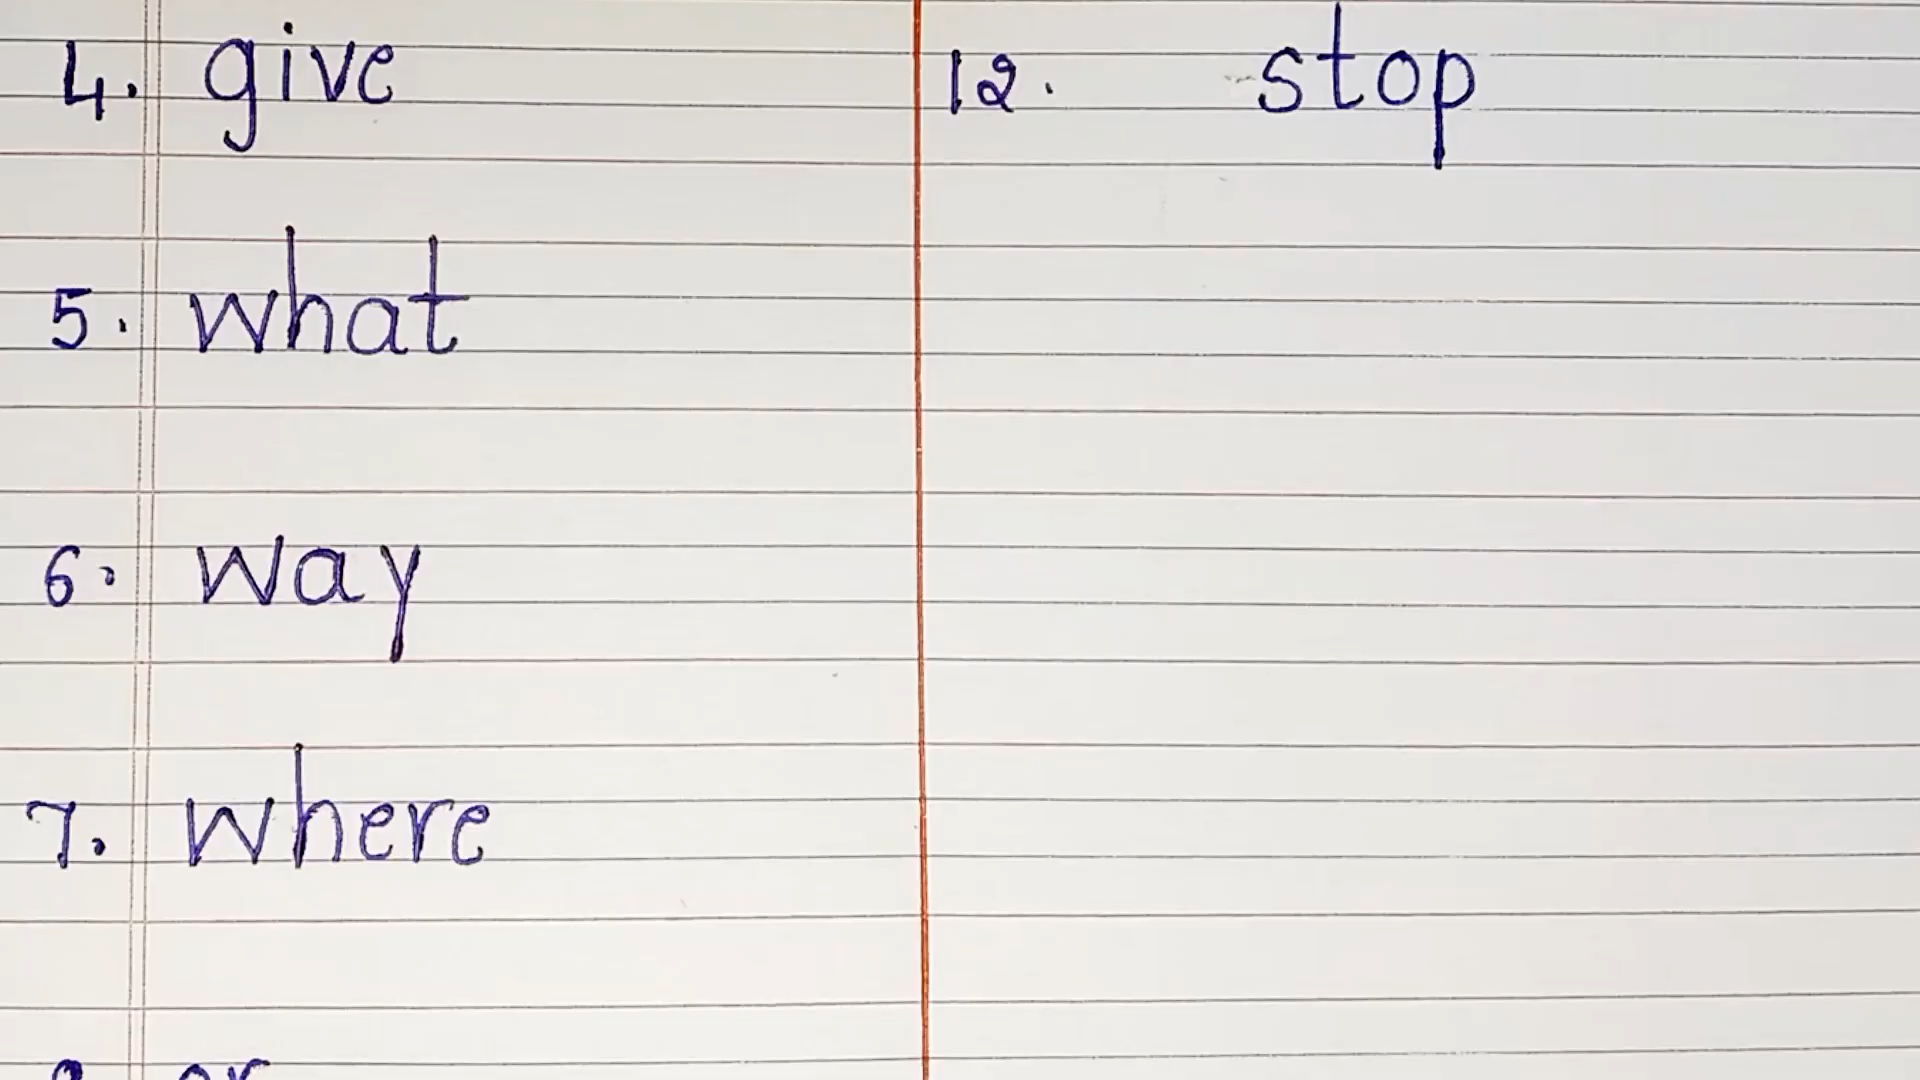 4. give
5. what
6. way
7. where
12. stop